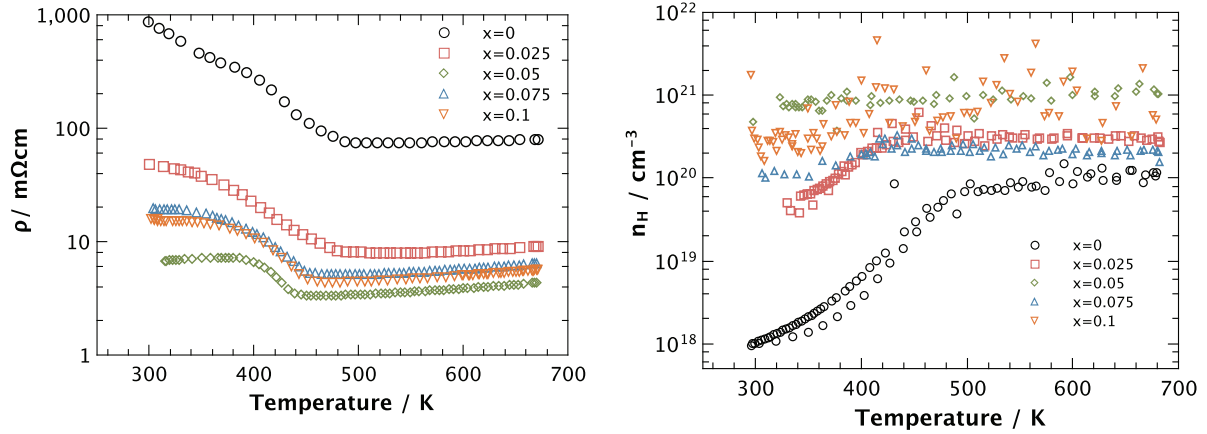 1,000
100
10
1
ρ/ mΩcm
300 400 500 600 700
Temperature / K
x=0
x=0.025
x=0.05
x=0.075
x=0.1
10²²
10²¹
10²⁰
10¹⁹
10¹⁸
n_H / cm⁻³
300 400 500 600 700
Temperature / K
x=0
x=0.025
x=0.05
x=0.075
x=0.1